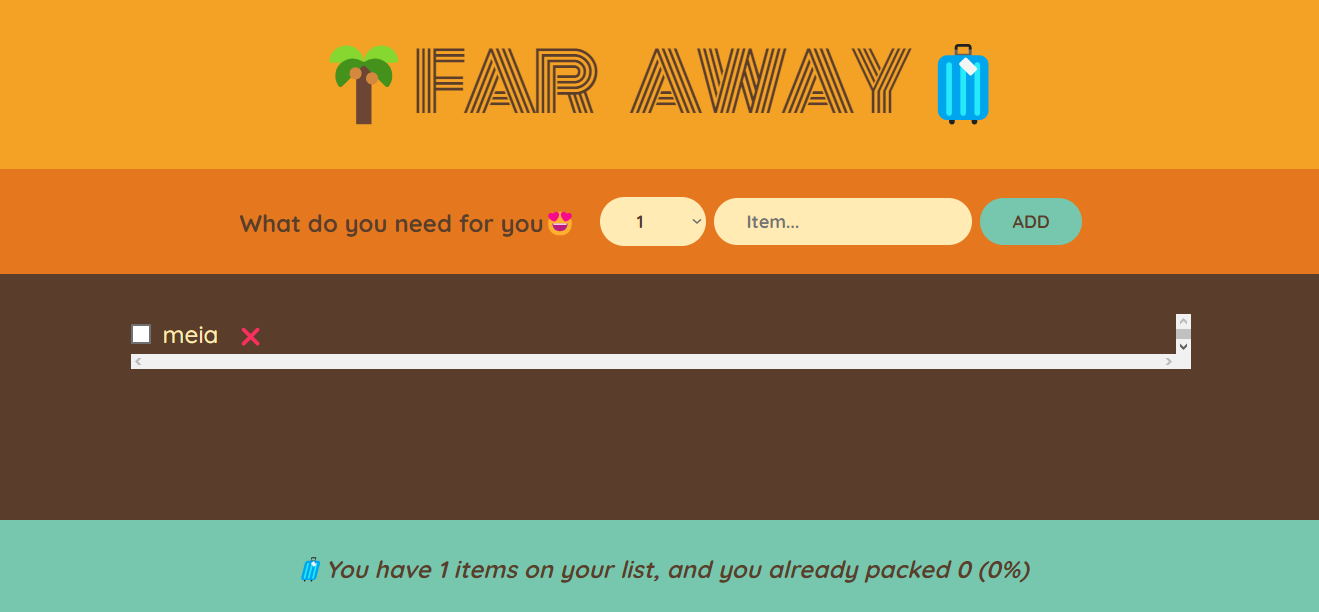 FAR AWAY
What do you need for you😍 1 Item... ADD
meia ❌
🧳 You have 1 items on your list, and you already packed 0 (0%)